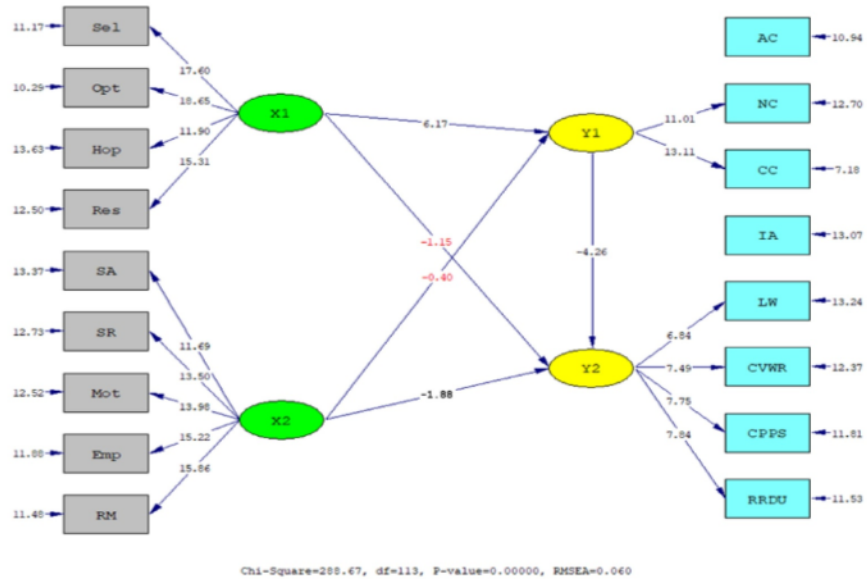 11.17 Sel
10.29 Opt
13.63 Hop
12.50 Res
13.37 SA
12.73 SR
12.52 Mot
11.88 Emp
11.48 RM
17.60
18.65
11.90
15.31
11.69
13.50
13.98
15.22
15.86
X1
X2
6.17
-1.15
-0.40
-1.88
Y1
-4.26
Y2
11.01
13.11
6.84
7.49
7.75
7.84
AC 10.94
NC 12.70
CC 7.18
IA 13.07
LW 13.24
CVWR 12.37
CPPS 11.81
RRDU 11.53
Chi-Square=288.67, df=113, P-value=0.00000, RMSEA=0.060